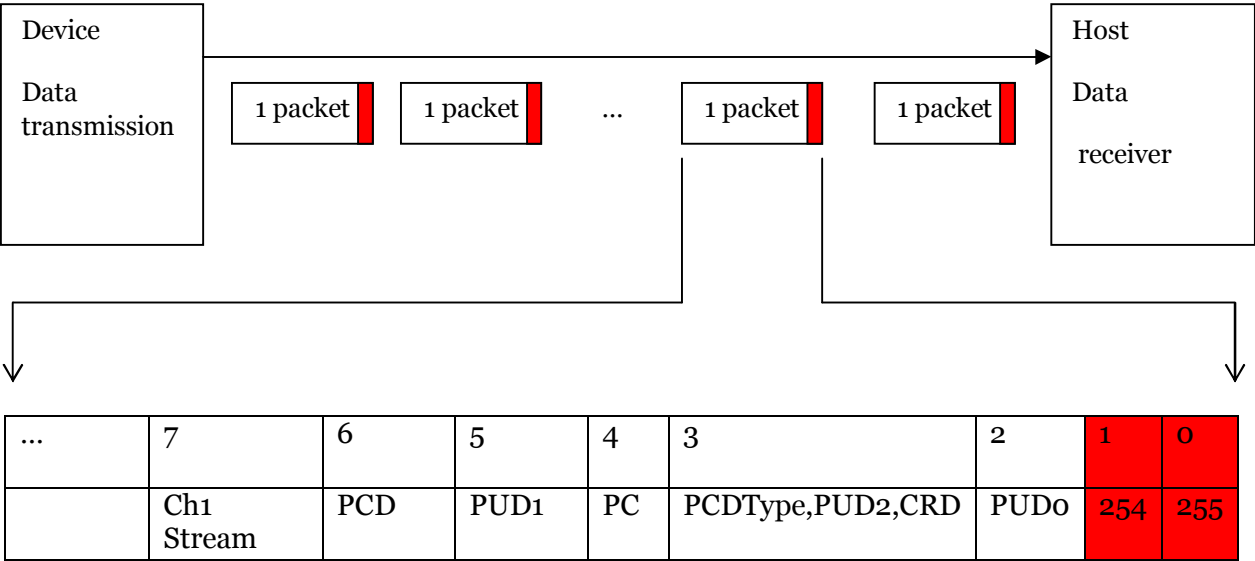 Device
Data
transmission
1 packet
1 packet
...
1 packet
1 packet
Host
Data
receiver
... 7 6 5 4 3 2 1 0
Ch1 PCD PUD1 PC PCDType,PUD2,CRD PUD0 254 255
Stream